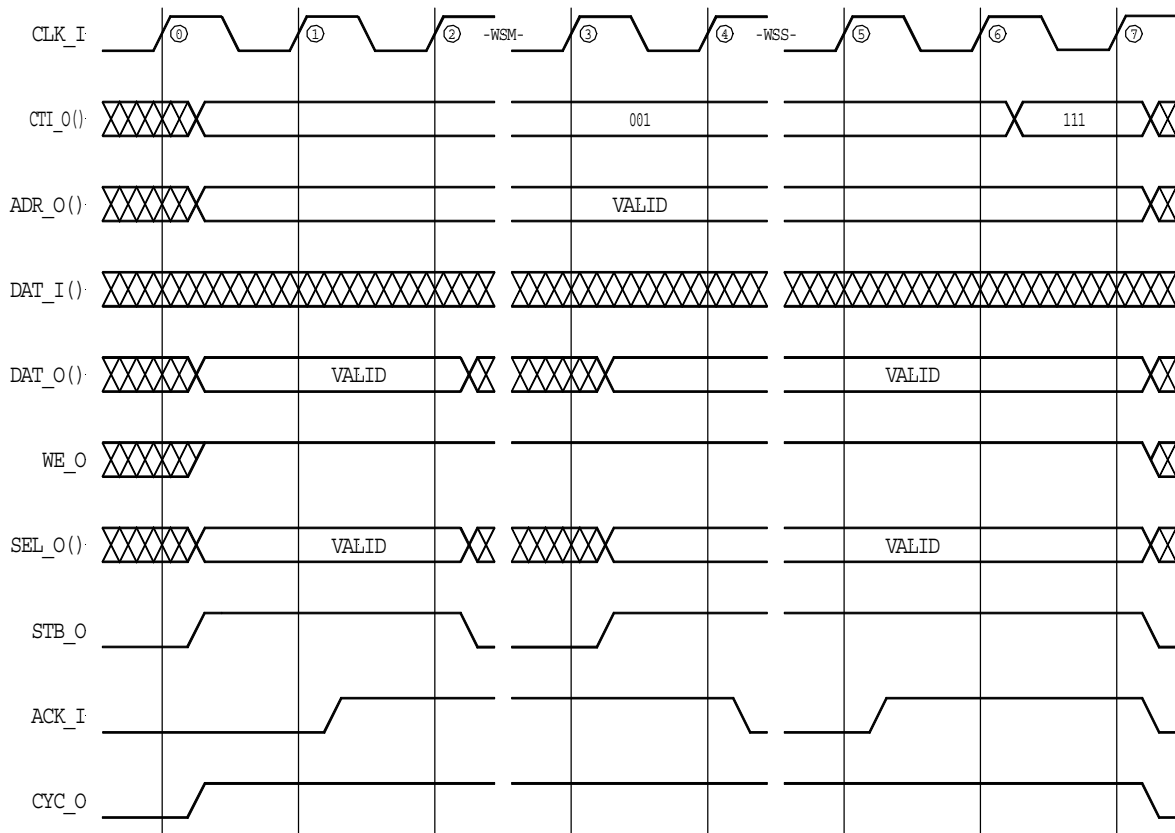 CLK_I
0 1 2 -WSM- 3 4 -WSS- 5 6 7
CTI_O()
001 111
ADR_O()
VALID
DAT_I()
DAT_O()
VALID VALID
WE_O
SEL_O()
VALID VALID
STB_O
ACK_I
CYC_O